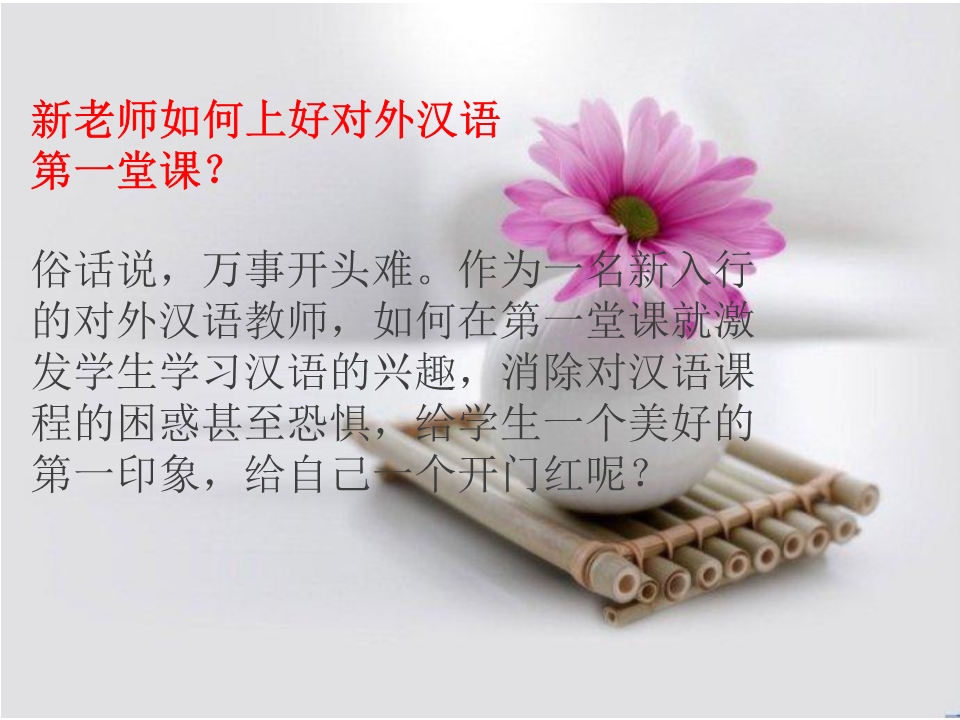 新老师如何上好对外汉语
第一堂课？
俗话说，万事开头难。作为一名新入行
的对外汉语教师，如何在第一堂课就激
发学生学习汉语的兴趣，消除对汉语课
程的困惑甚至恐惧，给学生一个美好的
第一印象，给自己一个开门红呢？